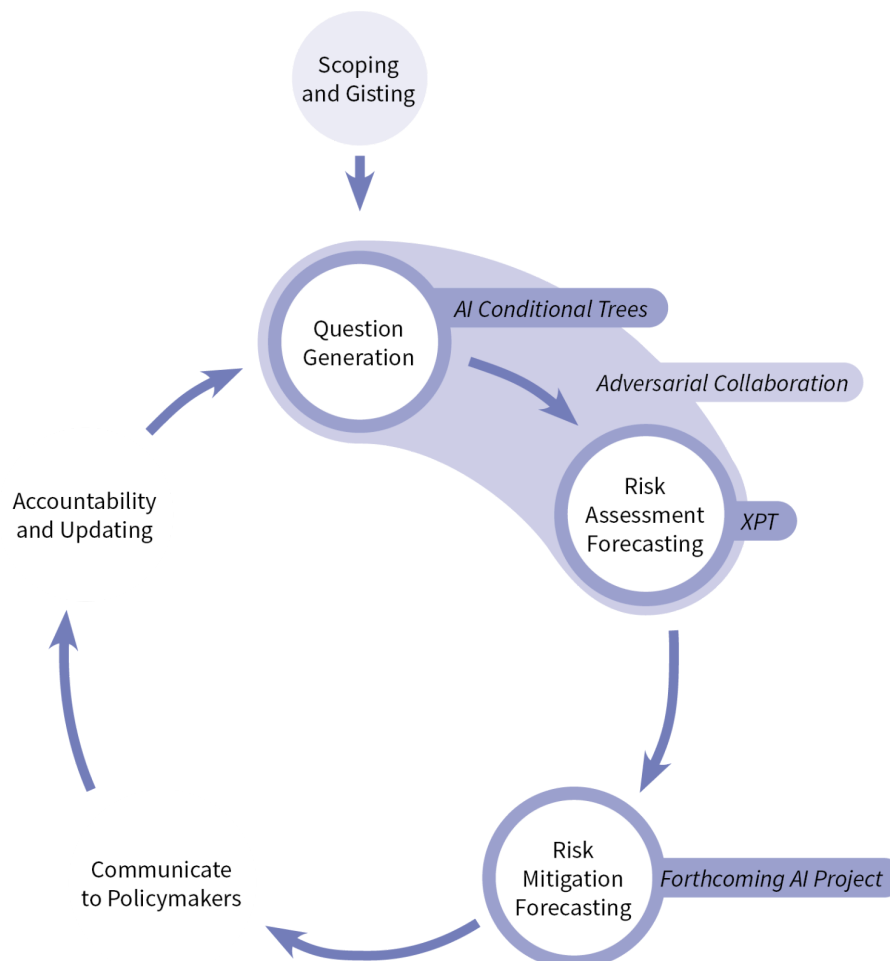 Scoping
and Gisting
Question
Generation
AI Conditional Trees
Adversarial Collaboration
Risk
Assessment
Forecasting
XPT
Accountability
and Updating
Risk
Mitigation
Forecasting
Forthcoming AI Project
Communicate
to Policymakers